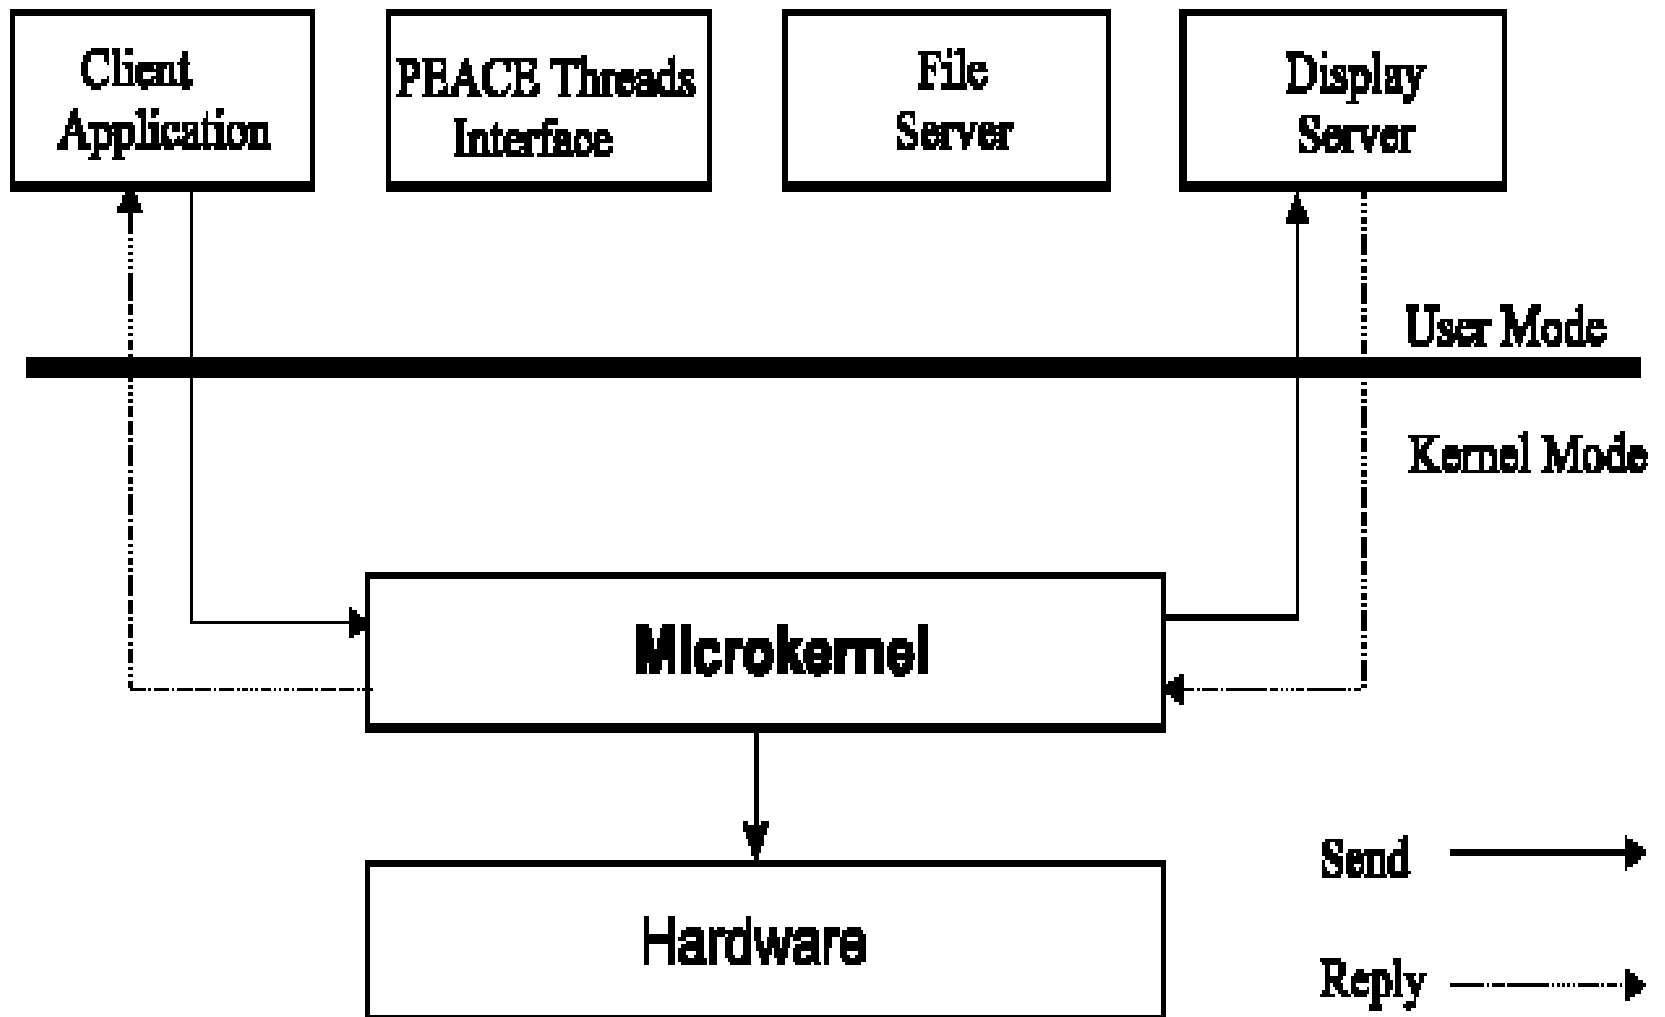 Client
Application
PEACE Threads
Interface
File
Server
Display
Server
User Mode
Kernel Mode
Microkernel
Hardware
Send
Reply